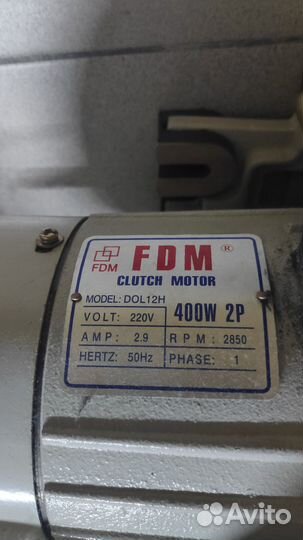 FDM
FDM ®
CLUTCH MOTOR
MODEL: DOL12H
400W 2P
VOLT: 220V
AMP: 2.9
RPM: 2850
HERTZ: 50Hz
PHASE: 1
Avito